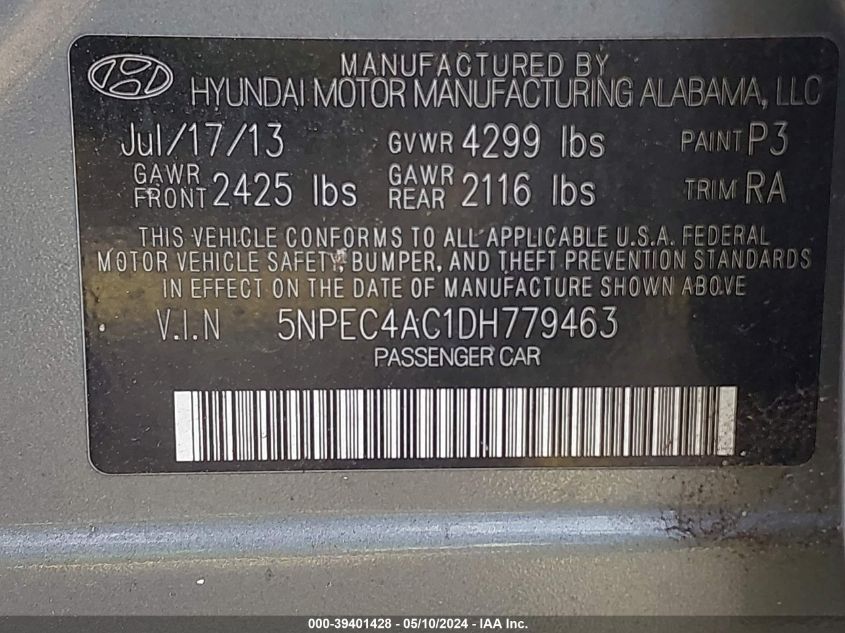 MANUFACTURED BY
HYUNDAI MOTOR MANUFACTURING ALABAMA, LLC
Jul/17/13 GVWR 4299 lbs PAINT P3
GAWR FRONT 2425 lbs GAWR REAR 2116 lbs TRIM RA
THIS VEHICLE CONFORMS TO ALL APPLICABLE U.S.A. FEDERAL
MOTOR VEHICLE SAFETY, BUMPER, AND THEFT PREVENTION STANDARDS
IN EFFECT ON THE DATE OF MANUFACTURE SHOWN ABOVE
V.I.N 5NPEC4AC1DH779463
PASSENGER CAR
000-39401428 - 05/10/2024 - IAA Inc.